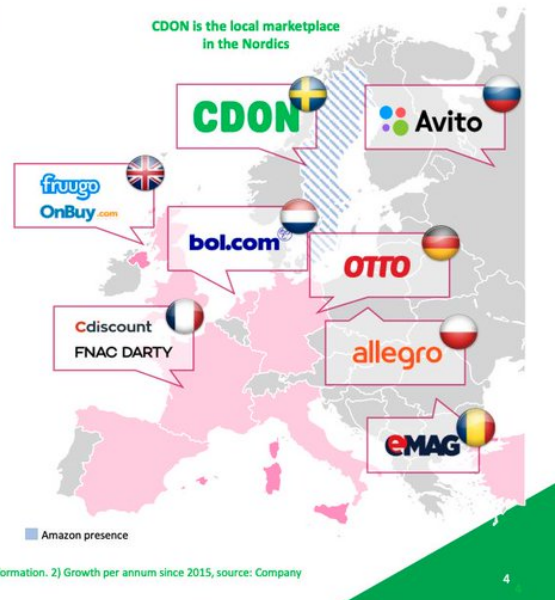 CDON is the local marketplace
in the Nordics
CDON
Avito
fruugo
OnBuy.com
bol.com
OTTO
Cdiscount
FNAC DARTY
allegro
eMAG
Amazon presence
formation. 2) Growth per annum since 2015, source: Company
4